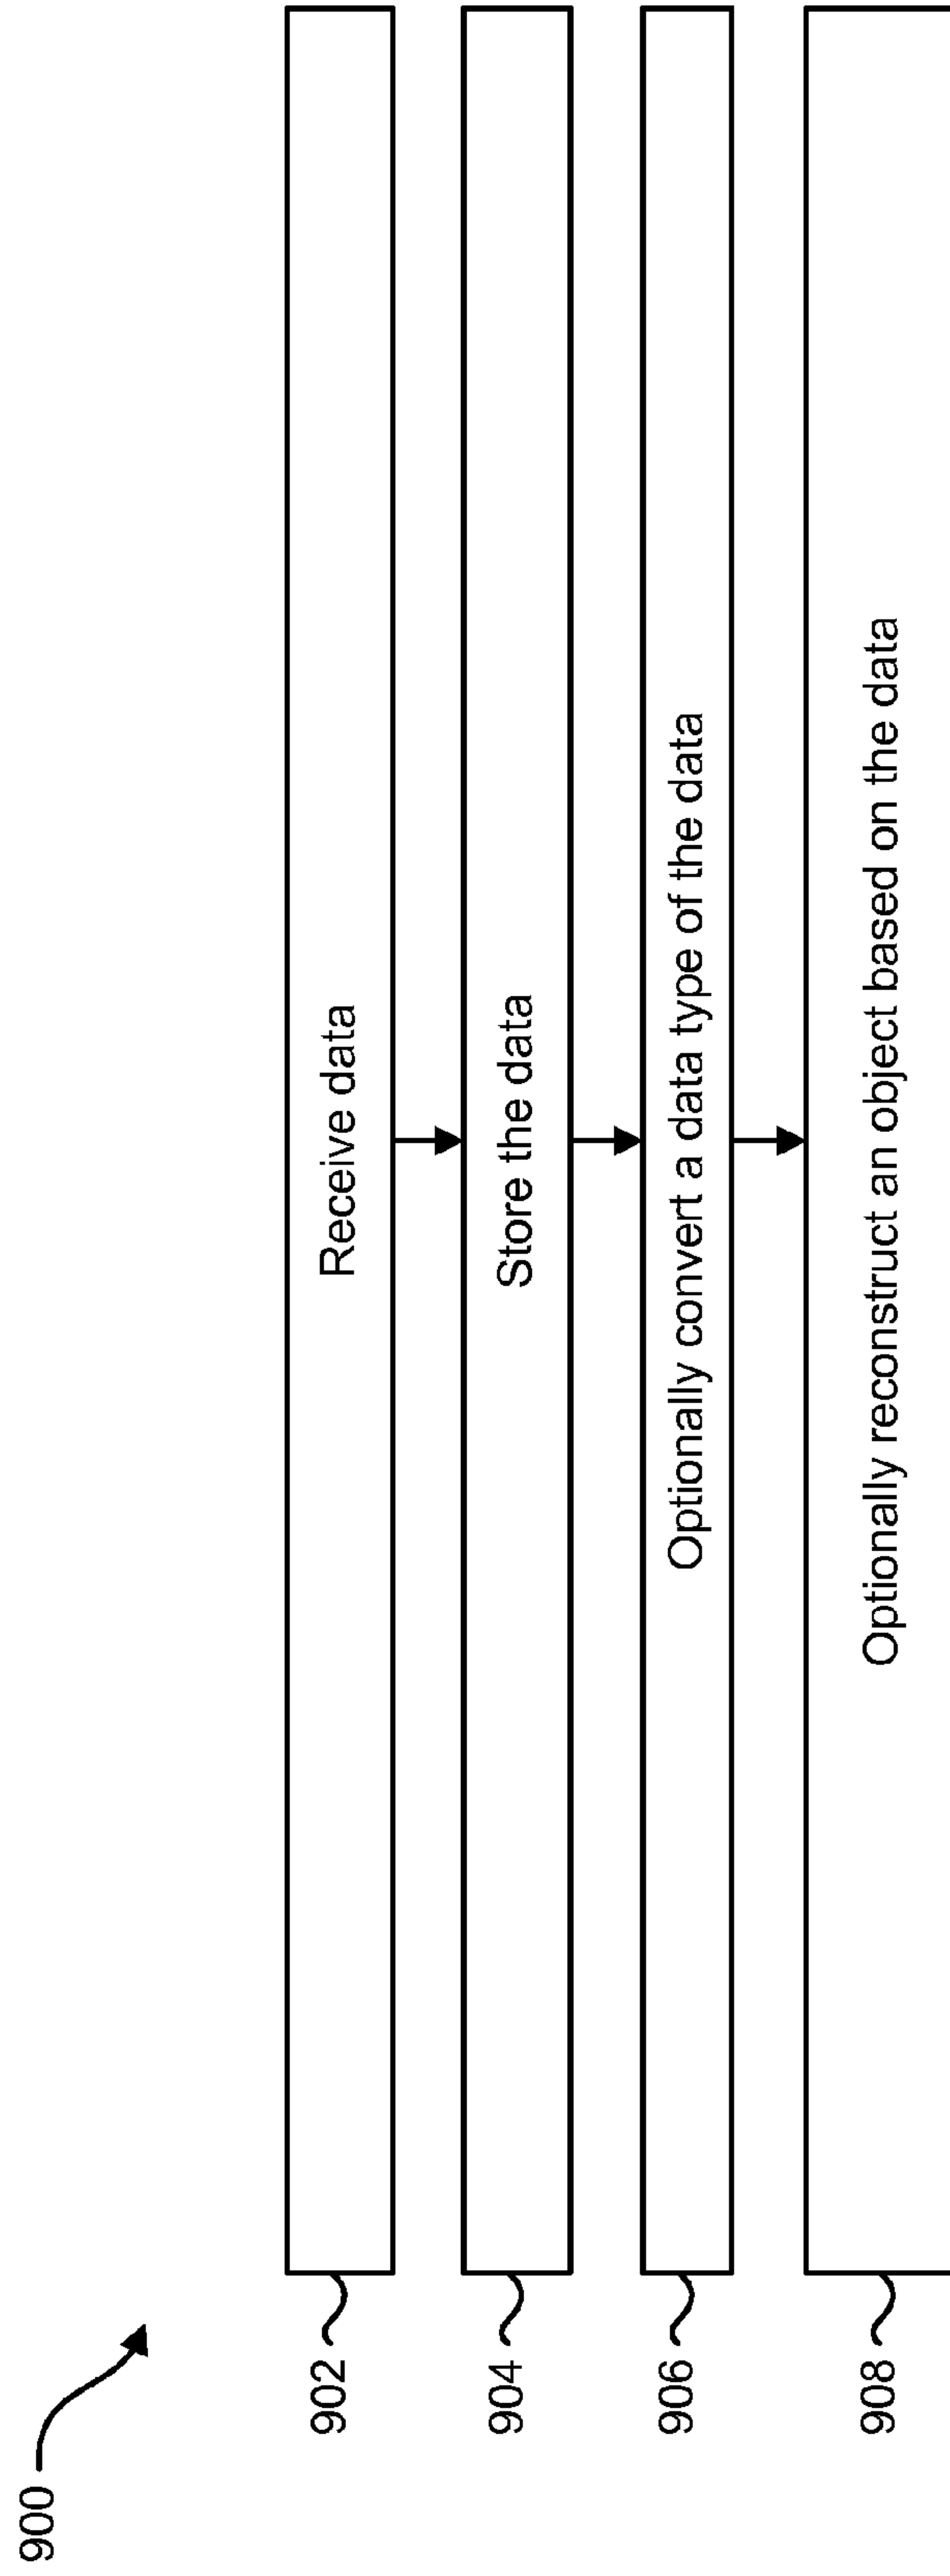 900
902
Receive data
904
Store the data
906
Optionally convert a data type of the data
908
Optionally reconstruct an object based on the data